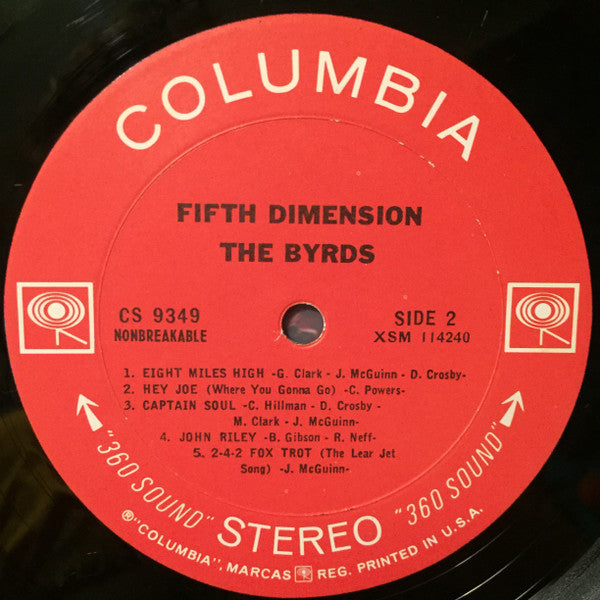 COLUMBIA
FIFTH DIMENSION
THE BYRDS
CS 9349
NONBREAKABLE
SIDE 2
XSM 114240
1. EIGHT MILES HIGH -G. Clark - J. McGuinn - D. Crosby-
2. HEY JOE (Where You Gonna Go) -C. Powers-
3. CAPTAIN SOUL -C. Hillman - D. Crosby -
M. Clark - J. McGuinn-
4. JOHN RILEY -B. Gibson - R. Neff-
5. 2-4-2 FOX TROT (The Lear Jet
Song) -J. McGuinn-
"360 SOUND" STEREO "360 SOUND"
®"COLUMBIA", MARCAS REG. PRINTED IN U.S.A.